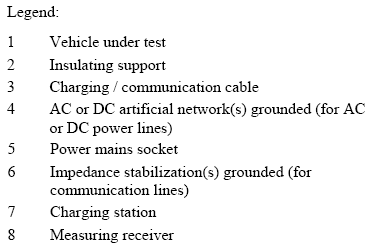 Legend:
1 Vehicle under test
2 Insulating support
3 Charging / communication cable
4 AC or DC artificial network(s) grounded (for AC
or DC power lines)
5 Power mains socket
6 Impedance stabilization(s) grounded (for
communication lines)
7 Charging station
8 Measuring receiver